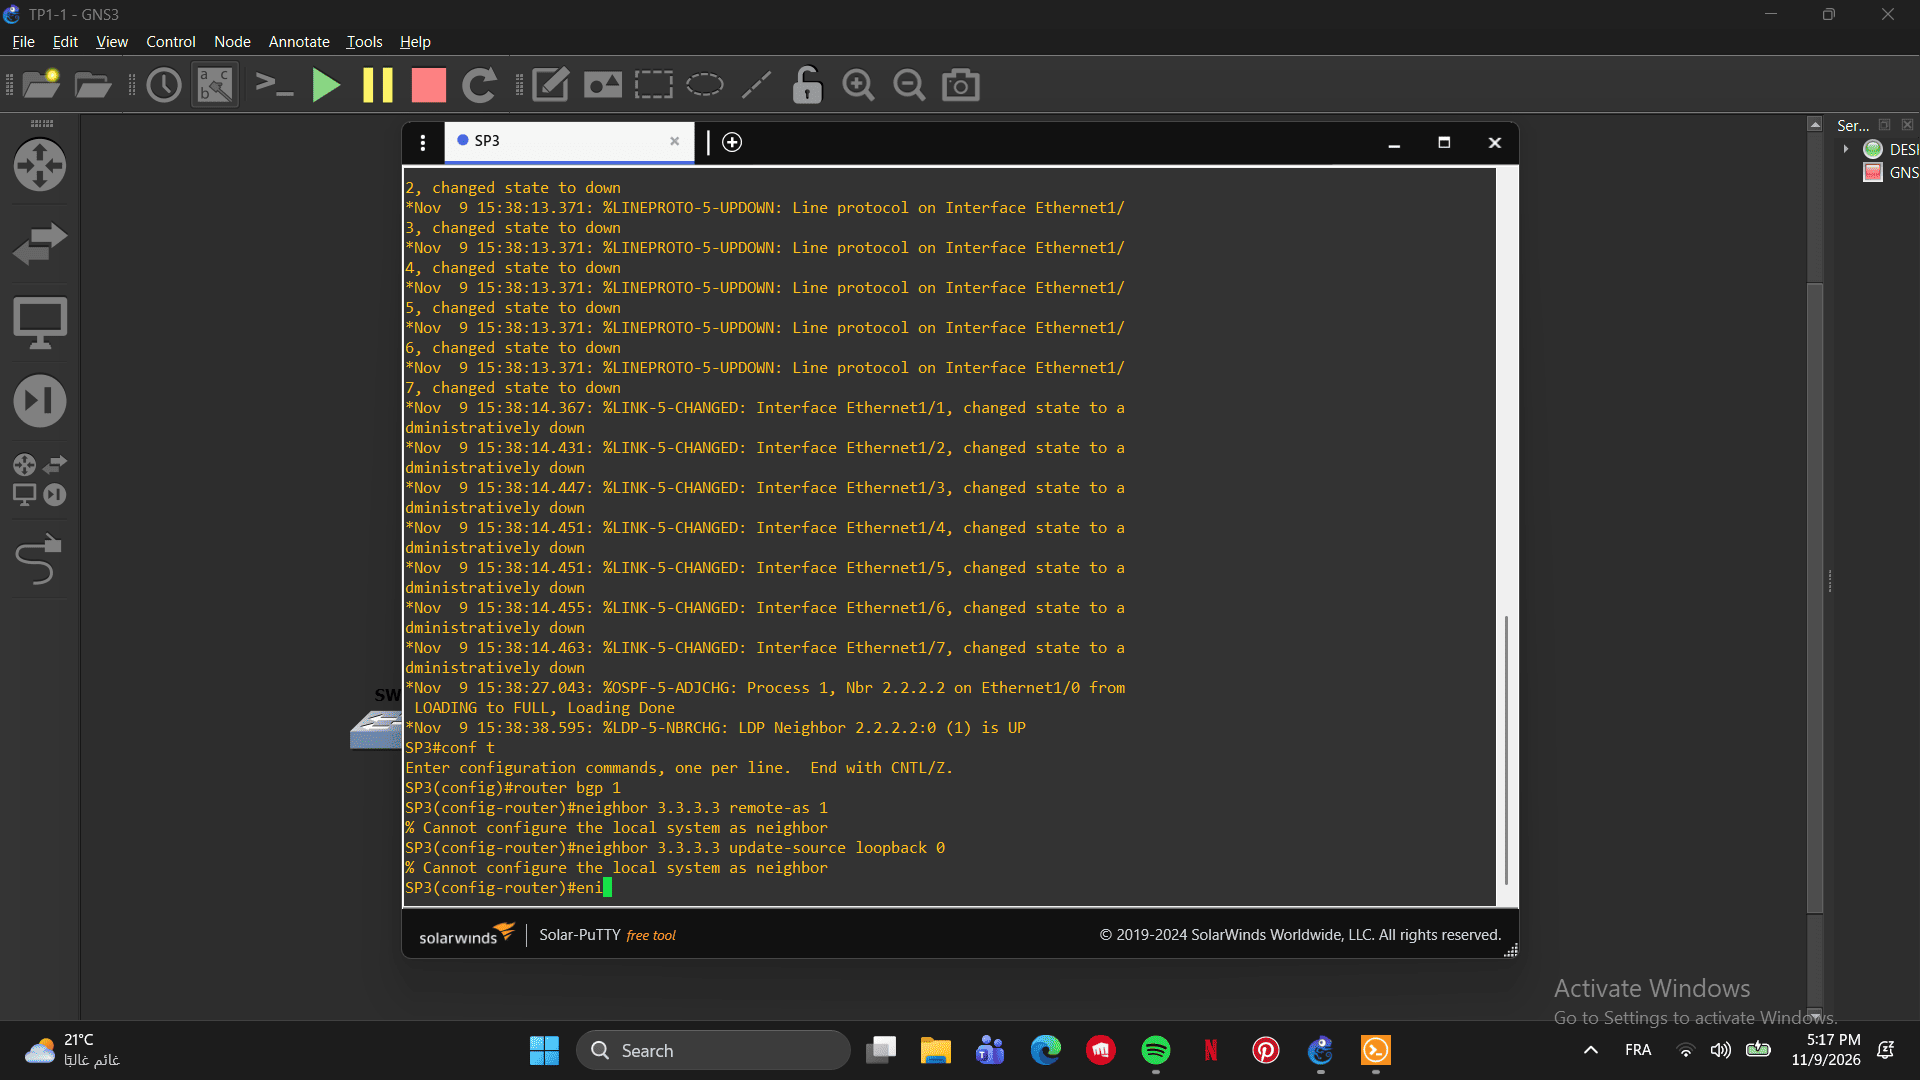 TP1-1 - GNS3
File Edit View Control Node Annotate Tools Help
SP3
Ser...
DESH
GNS
2, changed state to down
*Nov  9 15:38:13.371: %LINEPROTO-5-UPDOWN: Line protocol on Interface Ethernet1/
3, changed state to down
*Nov  9 15:38:13.371: %LINEPROTO-5-UPDOWN: Line protocol on Interface Ethernet1/
4, changed state to down
*Nov  9 15:38:13.371: %LINEPROTO-5-UPDOWN: Line protocol on Interface Ethernet1/
5, changed state to down
*Nov  9 15:38:13.371: %LINEPROTO-5-UPDOWN: Line protocol on Interface Ethernet1/
6, changed state to down
*Nov  9 15:38:13.371: %LINEPROTO-5-UPDOWN: Line protocol on Interface Ethernet1/
7, changed state to down
*Nov  9 15:38:14.367: %LINK-5-CHANGED: Interface Ethernet1/1, changed state to a
dministratively down
*Nov  9 15:38:14.431: %LINK-5-CHANGED: Interface Ethernet1/2, changed state to a
dministratively down
*Nov  9 15:38:14.447: %LINK-5-CHANGED: Interface Ethernet1/3, changed state to a
dministratively down
*Nov  9 15:38:14.451: %LINK-5-CHANGED: Interface Ethernet1/4, changed state to a
dministratively down
*Nov  9 15:38:14.451: %LINK-5-CHANGED: Interface Ethernet1/5, changed state to a
dministratively down
*Nov  9 15:38:14.455: %LINK-5-CHANGED: Interface Ethernet1/6, changed state to a
dministratively down
*Nov  9 15:38:14.463: %LINK-5-CHANGED: Interface Ethernet1/7, changed state to a
dministratively down
*Nov  9 15:38:27.043: %OSPF-5-ADJCHG: Process 1, Nbr 2.2.2.2 on Ethernet1/0 from
 LOADING to FULL, Loading Done
*Nov  9 15:38:38.595: %LDP-5-NBRCHG: LDP Neighbor 2.2.2.2:0 (1) is UP
SP3#conf t
Enter configuration commands, one per line.  End with CNTL/Z.
SP3(config)#router bgp 1
SP3(config-router)#neighbor 3.3.3.3 remote-as 1
% Cannot configure the local system as neighbor
SP3(config-router)#neighbor 3.3.3.3 update-source loopback 0
% Cannot configure the local system as neighbor
SP3(config-router)#eni
SW
solarwinds Solar-PuTTY free tool © 2019-2024 SolarWinds Worldwide, LLC. All rights reserved.
Activate Windows
Go to Settings to activate Windows.
21°C
غائم غالبًا
Search
FRA
5:17 PM
11/9/2026